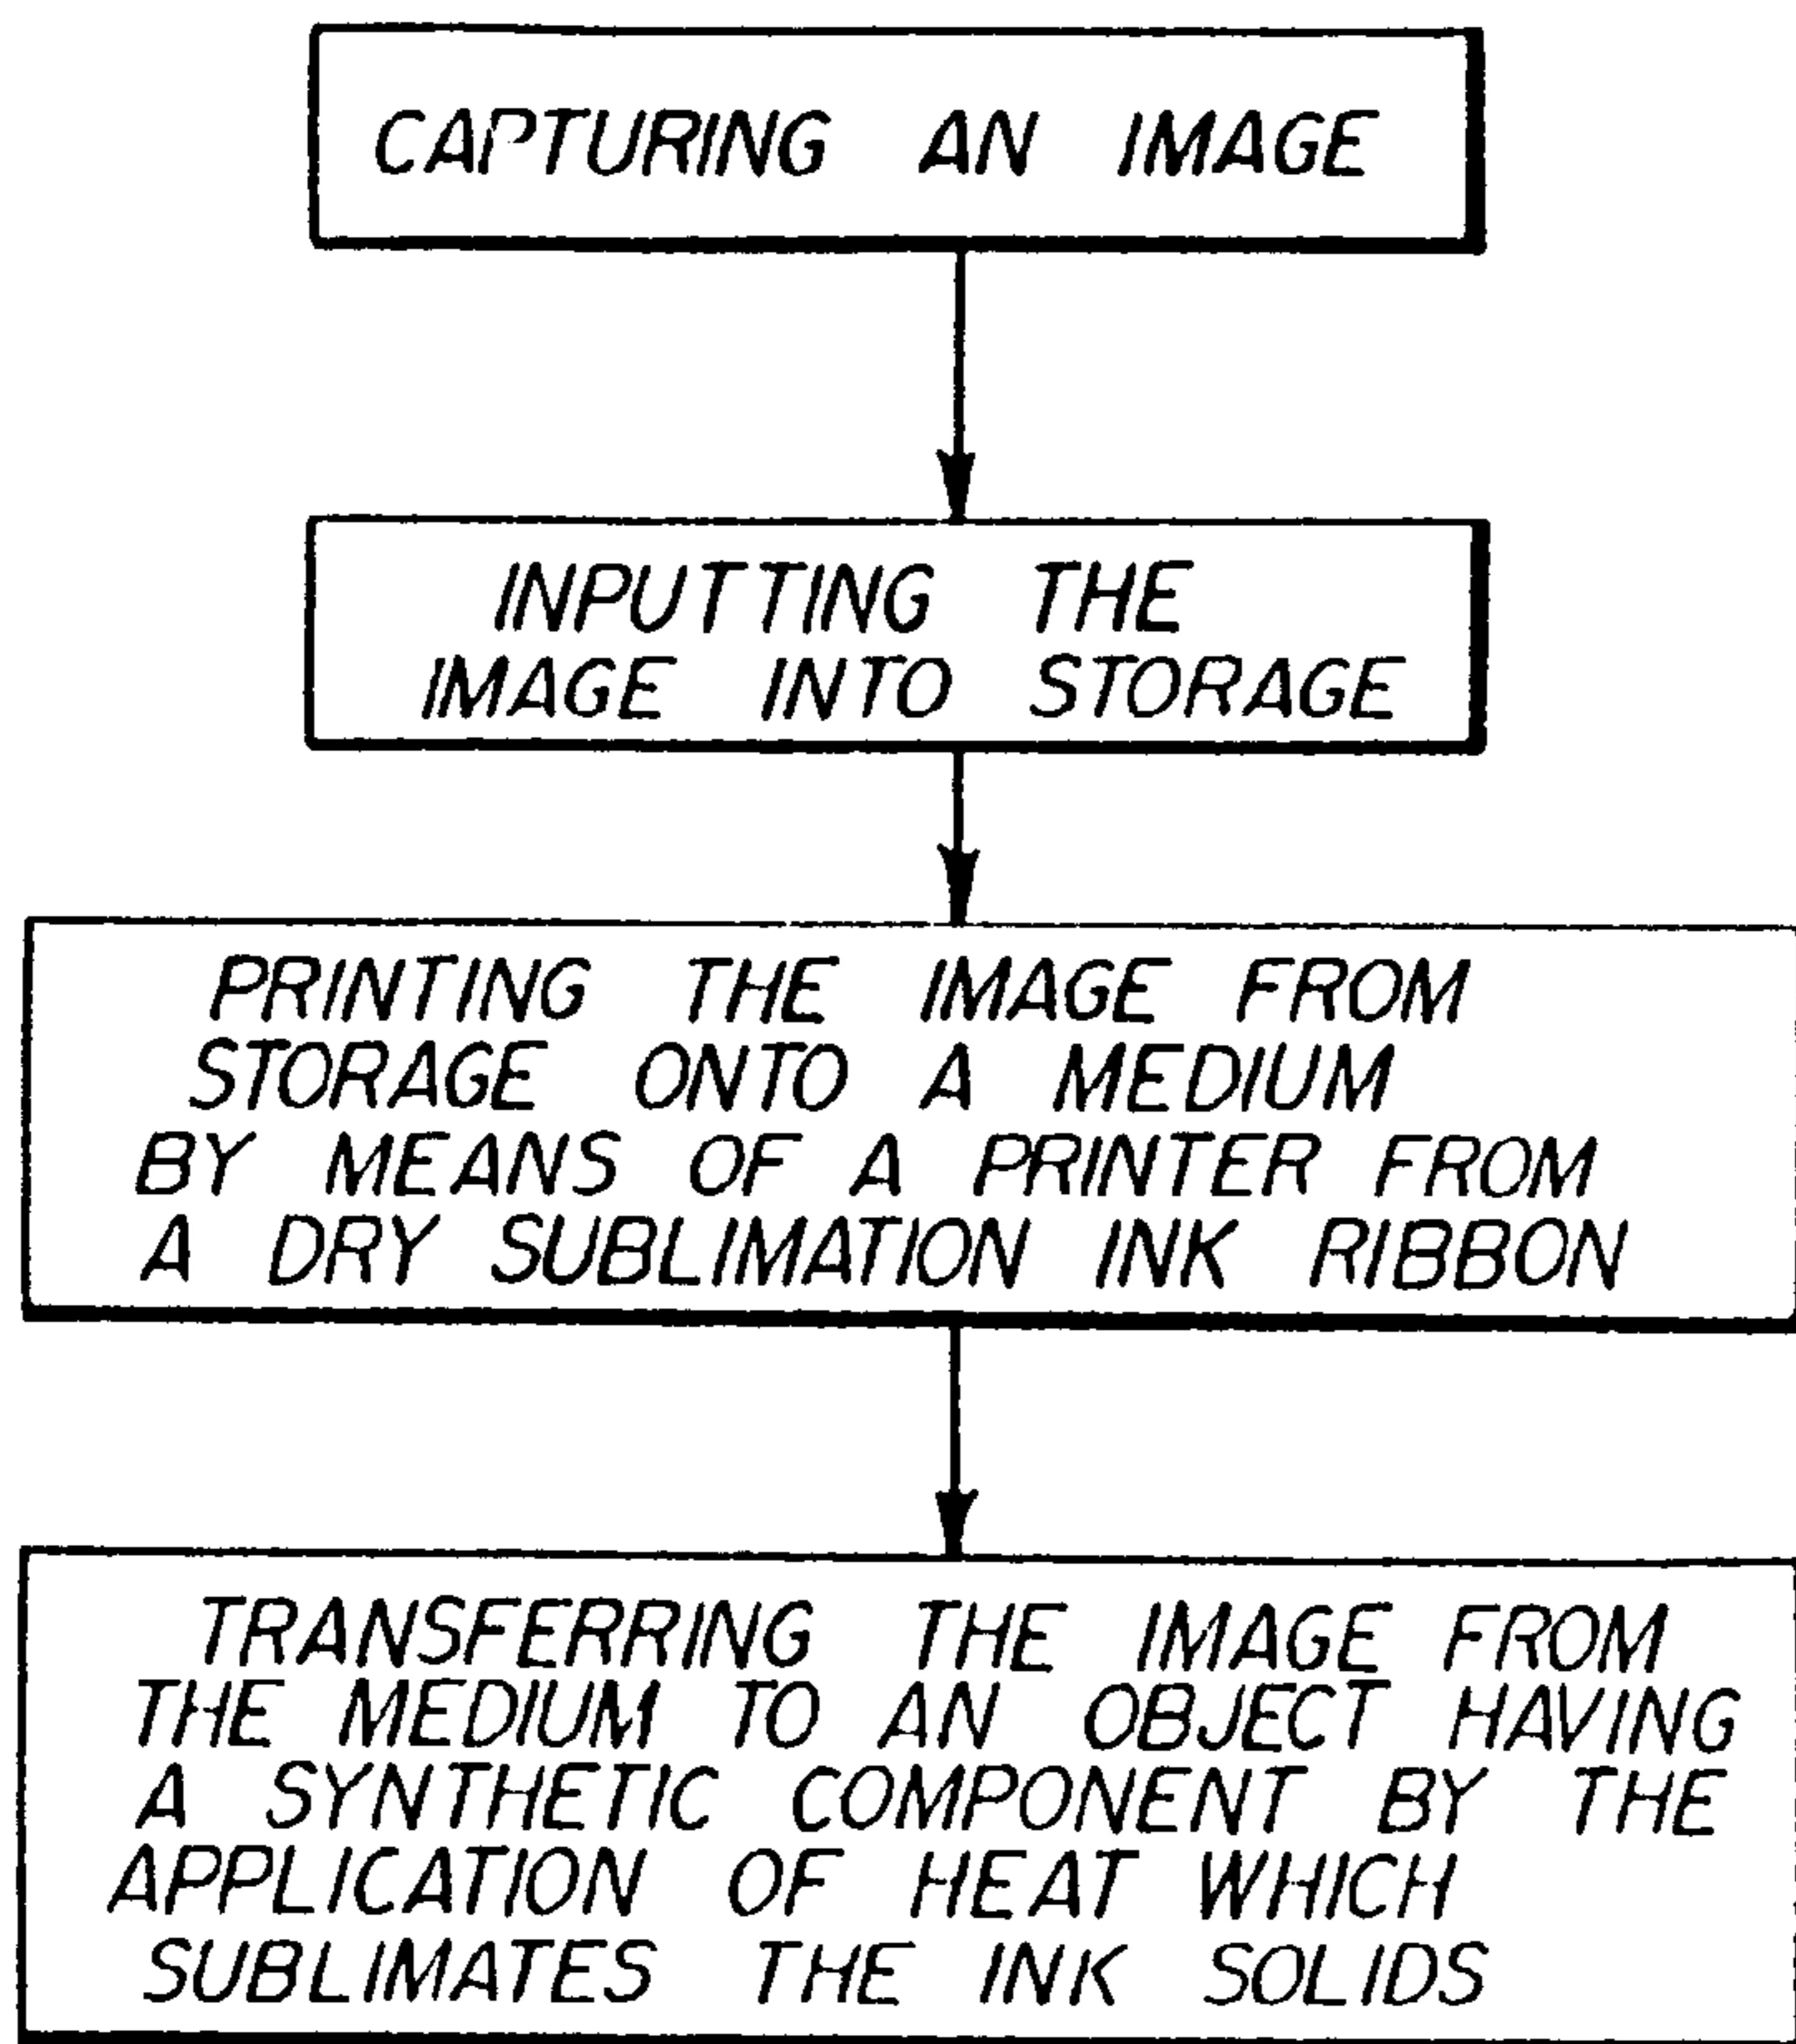 CAPTURING AN IMAGE
INPUTTING THE
IMAGE INTO STORAGE
PRINTING THE IMAGE FROM
STORAGE ONTO A MEDIUM
BY MEANS OF A PRINTER FROM
A DRY SUBLIMATION INK RIBBON
TRANSFERRING THE IMAGE FROM
THE MEDIUM TO AN OBJECT HAVING
A SYNTHETIC COMPONENT BY THE
APPLICATION OF HEAT WHICH
SUBLIMATES THE INK SOLIDS